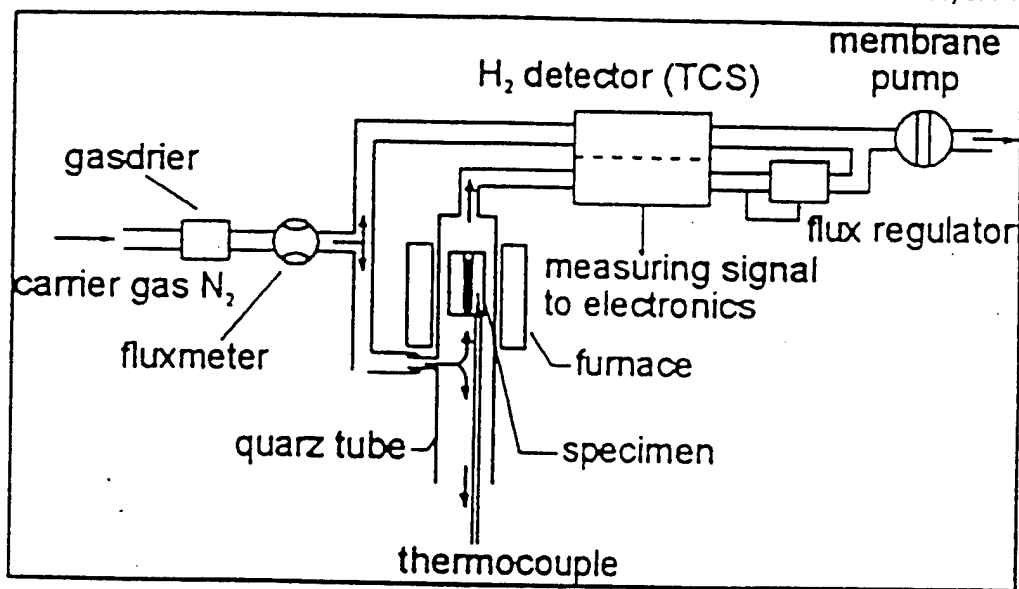 membrane
pump
H₂ detector (TCS)
gasdrier
flux regulator
carrier gas N₂
measuring signal
to electronics
fluxmeter
furnace
quarz tube
specimen
thermocouple